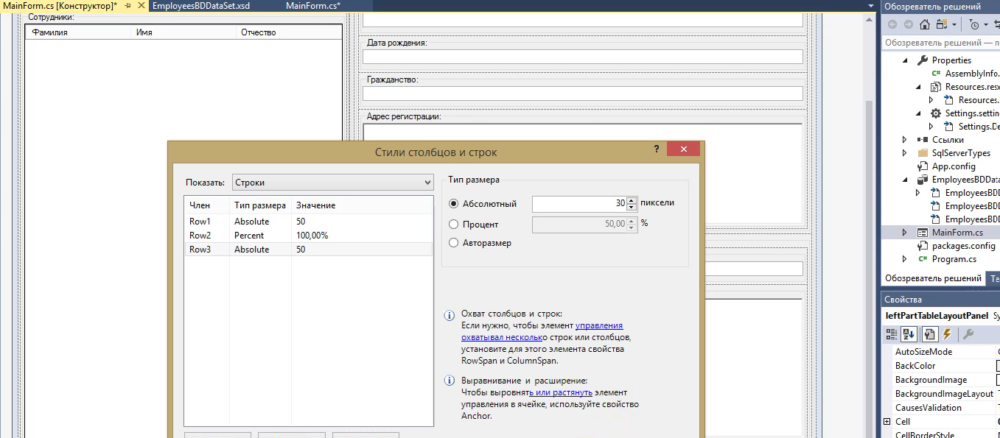 MainForm.cs [Конструктор]*
EmployeesBDDataSet.xsd
MainForm.cs*
Сотрудники:
Фамилия Имя Отчество
Дата рождения:
Гражданство:
Адрес регистрации:
Стили столбцов и строк
?
Показать: Строки
Член Тип размера Значение
Row1 Absolute 50
Row2 Percent 100,00%
Row3 Absolute 50
Тип размера
Абсолютный 30 пиксели
Процент 50,00 %
Авторазмер
Охват столбцов и строк:
Если нужно, чтобы элемент управления
охватывал несколько строк или столбцов,
установите для этого элемента свойства
RowSpan и ColumnSpan.
Выравнивание и расширение:
Чтобы выровнять или растянуть элемент
управления в ячейке, используйте свойство
Anchor.
Обозреватель решений
Обозреватель решений —
Properties
AssemblyInfo.
Resources.resx
Resources.
Settings.settin
Settings.De
Ссылки
SqlServerTypes
App.config
EmployeesBDData
EmployeesBDD
EmployeesBDD
EmployeesBDD
MainForm.cs
packages.config
Program.cs
Обозреватель решений
Свойства
leftPartTableLayoutPanel Sy
AutoSizeMode
BackColor
BackgroundImage
BackgroundImageLayout
CausesValidation
Cell
CellBorderStyle